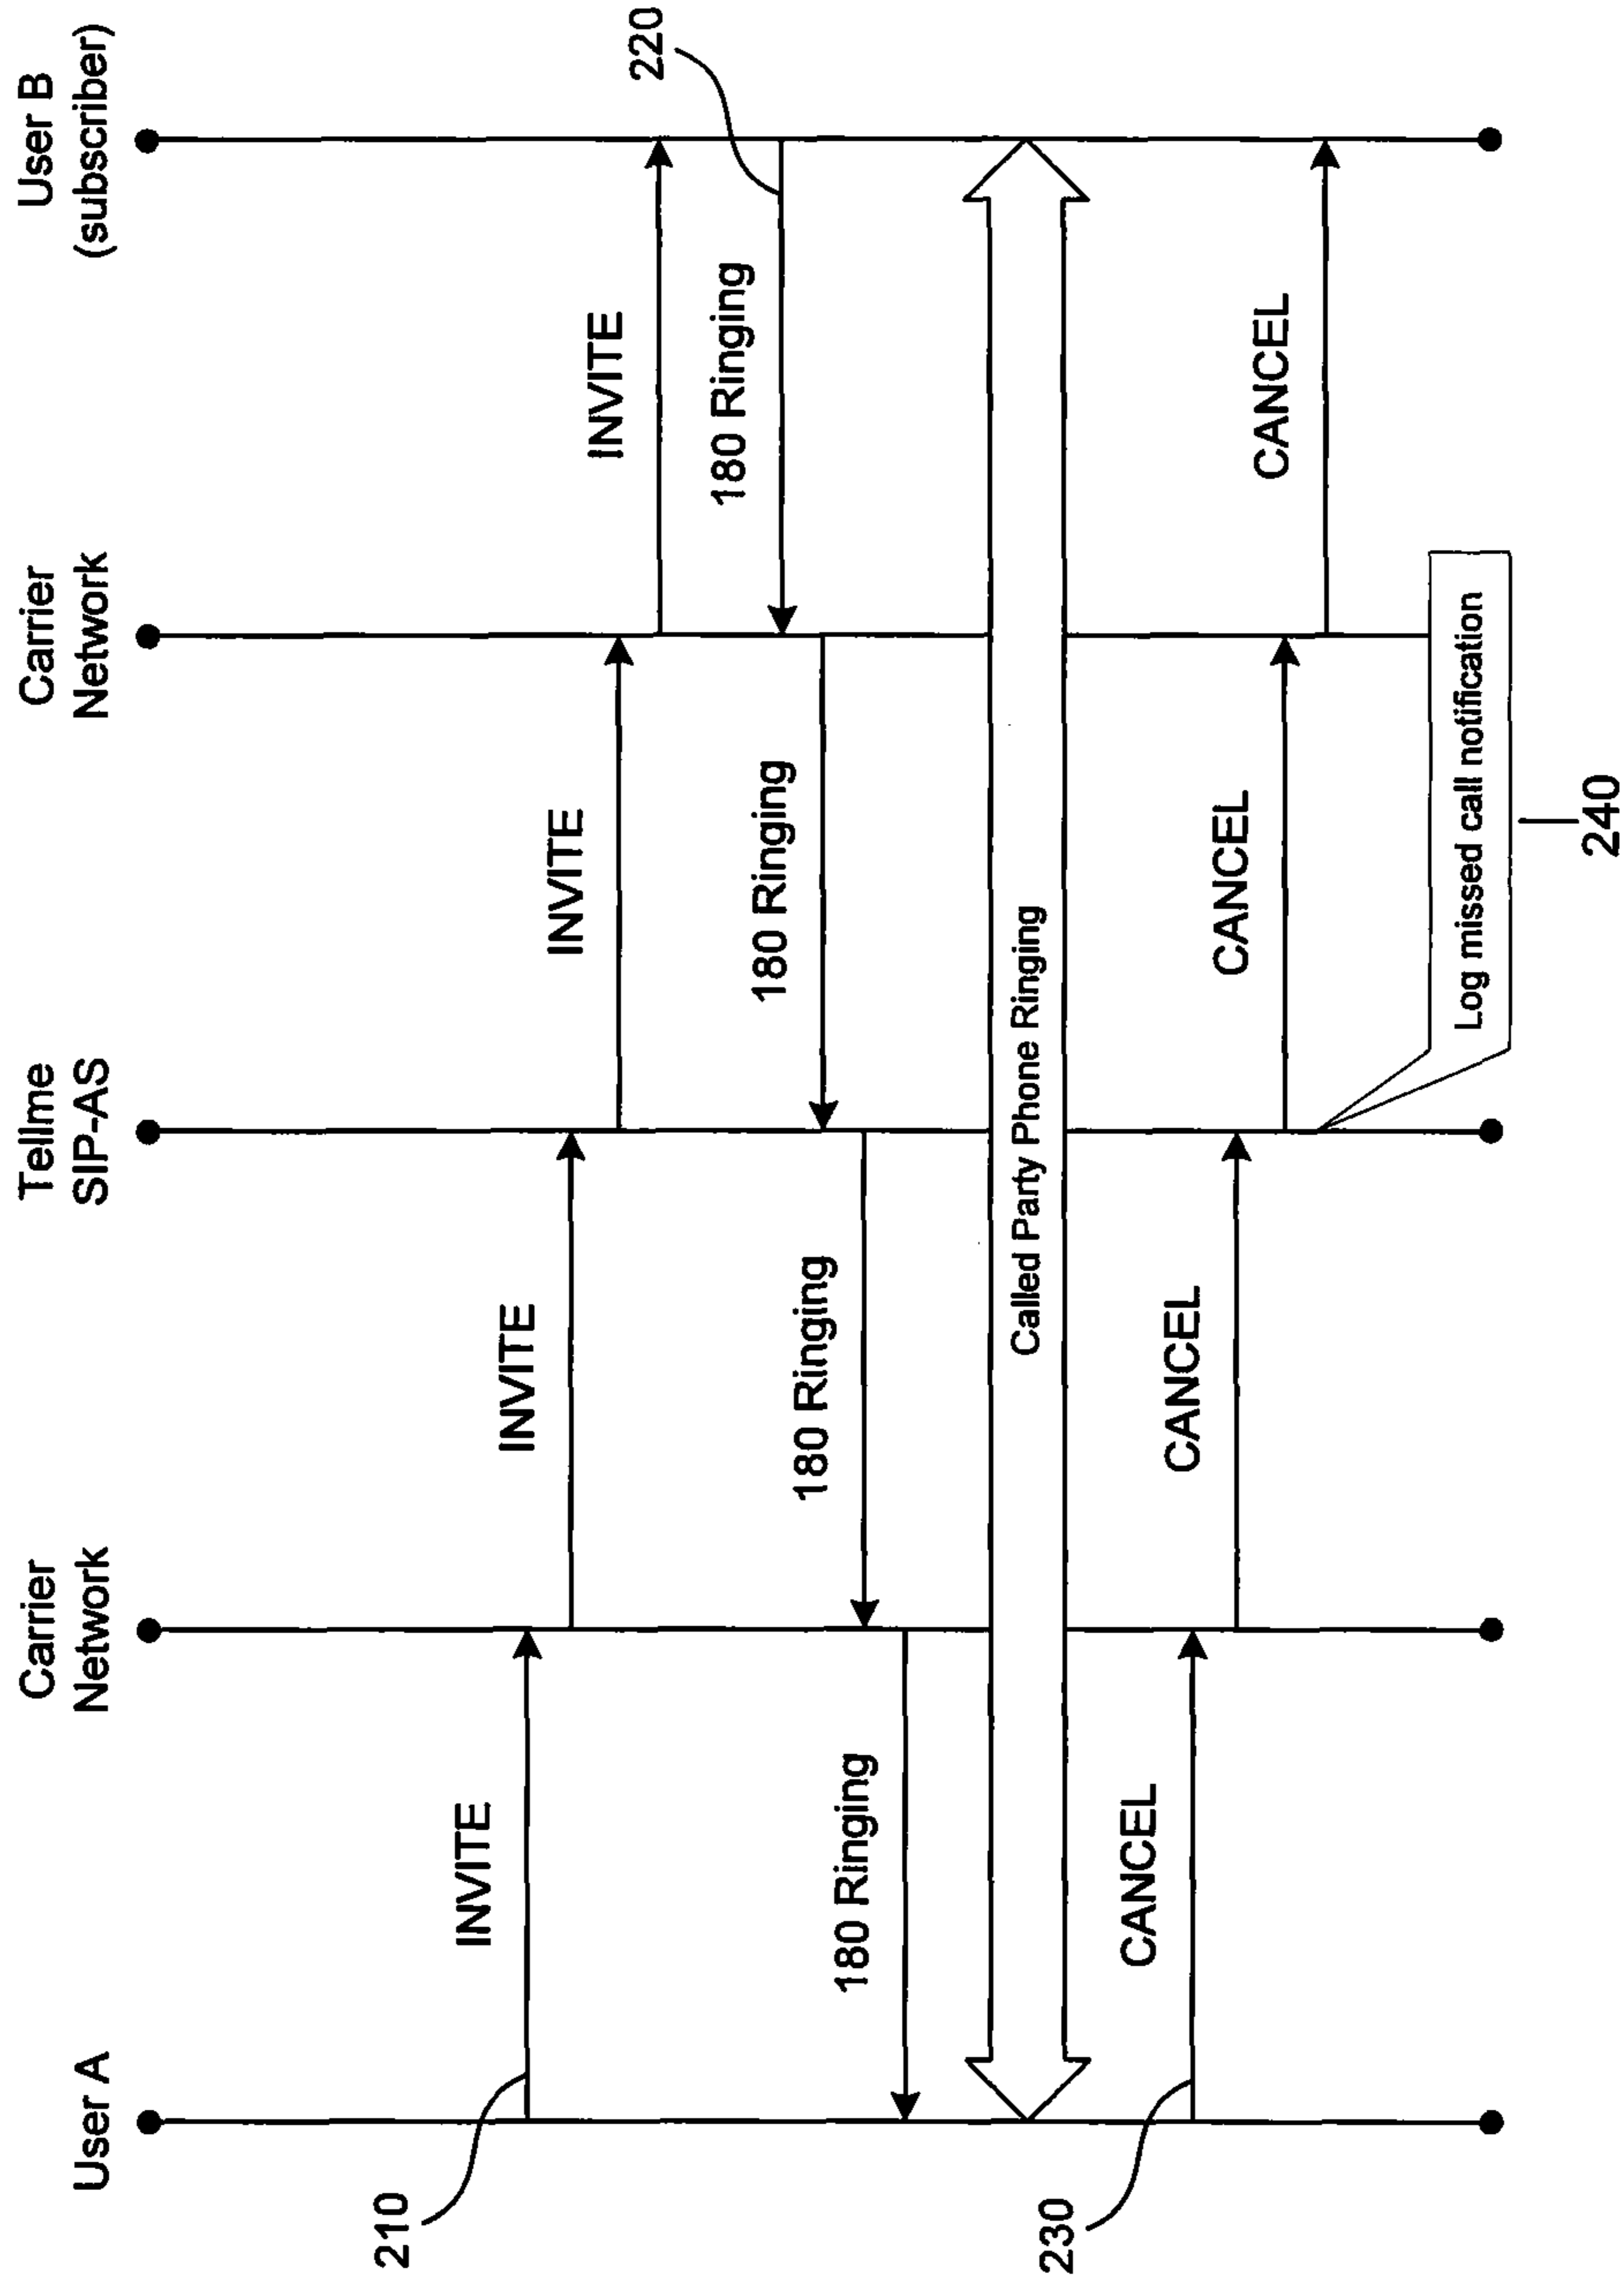 User A
Carrier
Network
Tellme
SIP-AS
Carrier
Network
User B
(subscriber)
210
INVITE
INVITE
INVITE
INVITE
220
180 Ringing
180 Ringing
180 Ringing
180 Ringing
Called Party Phone Ringing
230
CANCEL
CANCEL
CANCEL
CANCEL
Log missed call notification
240